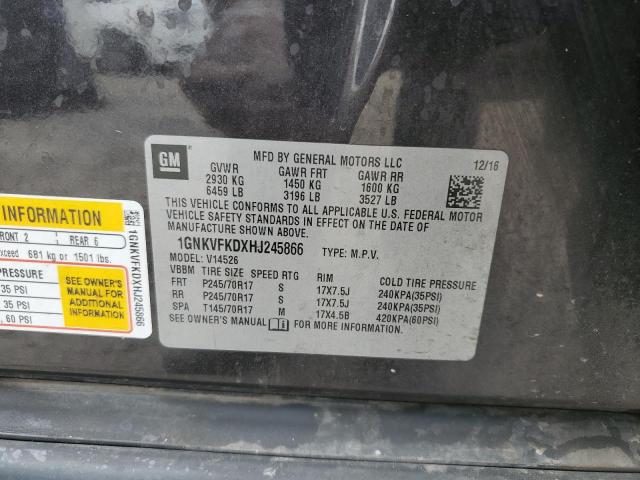 GM
MFD BY GENERAL MOTORS LLC
12/16
GVWR GAWR FRT GAWR RR
2930 KG 1450 KG 1600 KG
6459 LB 3196 LB 3527 LB
THIS VEHICLE CONFORMS TO ALL APPLICABLE U.S. FEDERAL MOTOR
VEHICLE SAFETY STANDARDS IN EFFECT ON THE DATE OF
MANUFACTURE SHOWN ABOVE.
1GNKVFKDXHJ245866 TYPE: M.P.V.
MODEL: V14526
VBBM TIRE SIZE SPEED RTG RIM COLD TIRE PRESSURE
FRT P245/70R17 S 17X7.5J 240KPA(35PSI)
RR P245/70R17 S 17X7.5J 240KPA(35PSI)
SPA T145/70R17 M 17X4.5B 420KPA(60PSI)
SEE OWNER'S MANUAL FOR MORE INFORMATION.
INFORMATION
FRONT 2 REAR 6
exceed 681 kg or 1501 lbs.
PRESSURE
35 PSI
35 PSI
, 60 PSI
SEE OWNER'S
MANUAL FOR
ADDITIONAL
INFORMATION
1GNKVFKDXHJ245866